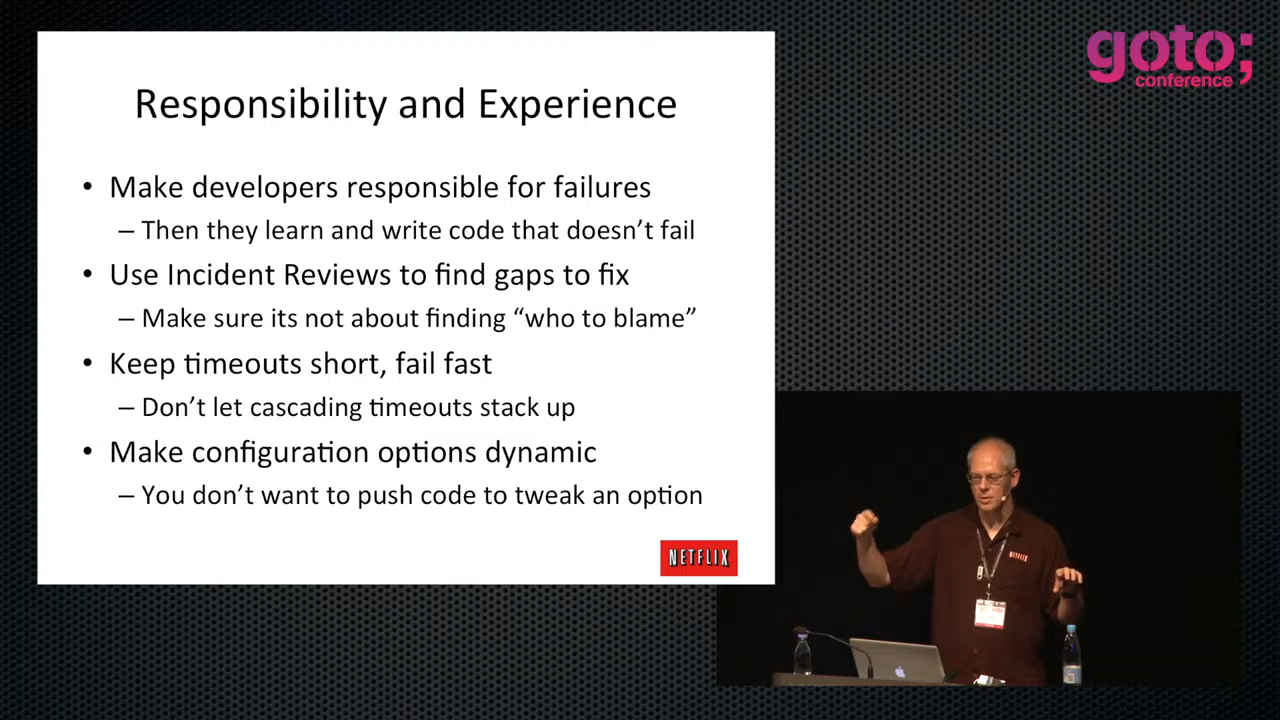 goto;
conference
Responsibility and Experience
• Make developers responsible for failures
– Then they learn and write code that doesn’t fail
• Use Incident Reviews to find gaps to fix
– Make sure its not about finding “who to blame”
• Keep timeouts short, fail fast
– Don’t let cascading timeouts stack up
• Make configuration options dynamic
– You don’t want to push code to tweak an option
NETFLIX
NETFLIX